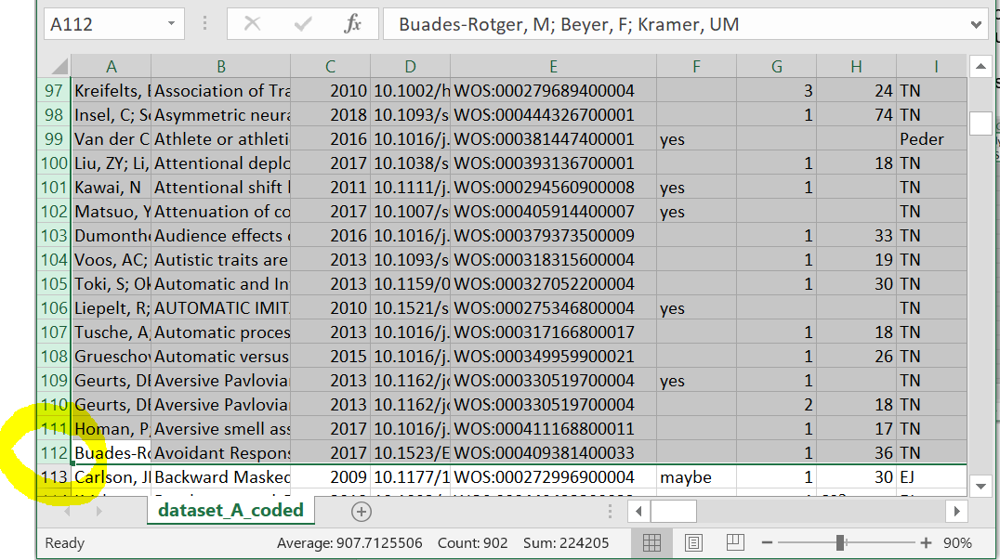 A112 fx Buades-Rotger, M; Beyer, F; Kramer, UM
A B C D E F G H I
97 Kreifelts, Association of Tra 2010 10.1002/h WOS:000279689400004 3 24 TN
98 Insel, C; Sc Asymmetric neura 2018 10.1093/s WOS:000444326700001 1 74 TN
99 Van der C Athlete or athleti 2016 10.1016/j. WOS:000381447400001 yes Peder
100 Liu, ZY; Li, Attentional deplo 2017 10.1038/s WOS:000393136700001 1 18 TN
101 Kawai, N Attentional shift 2011 10.1111/j. WOS:000294560900008 yes 1 TN
102 Matsuo, Y Attenuation of co 2017 10.1007/s WOS:000405914400007 yes TN
103 Dumonthe Audience effects 2016 10.1016/j. WOS:000379373500009 1 33 TN
104 Voos, AC; Autistic traits are 2013 10.1093/s WOS:000318315600004 1 19 TN
105 Toki, S; Ok Automatic and In 2013 10.1159/0 WOS:000327052200004 1 30 TN
106 Liepelt, R; AUTOMATIC IMIT 2010 10.1521/s WOS:000275346800004 yes TN
107 Tusche, A; Automatic proces 2013 10.1016/j. WOS:000317166800017 1 18 TN
108 Grueschov Automatic versus 2015 10.1016/j. WOS:000349959900021 1 26 TN
109 Geurts, DE Aversive Pavlovia 2013 10.1162/jo WOS:000330519700004 yes 1 TN
110 Geurts, DE Aversive Pavlovia 2013 10.1162/jo WOS:000330519700004 2 18 TN
111 Homan, P; Aversive smell ass 2017 10.1016/j. WOS:000411168800011 1 17 TN
112 Buades-Ro Avoidant Respons 2017 10.1523/E WOS:000409381400033 1 36 TN
113 Carlson, JI Backward Masked 2009 10.1177/1 WOS:000272996900004 maybe 1 30 EJ
dataset_A_coded
Ready Average: 907.7125506 Count: 902 Sum: 224205 90%